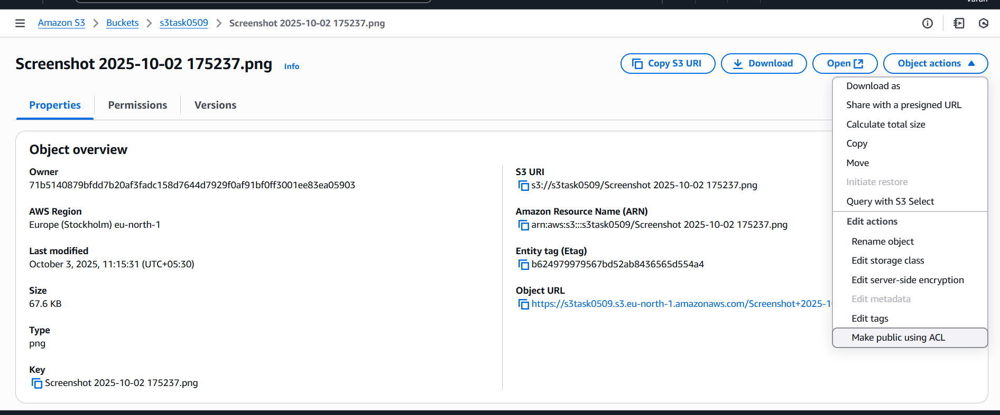 Amazon S3 > Buckets > s3task0509 > Screenshot 2025-10-02 175237.png
Screenshot 2025-10-02 175237.png Info
Copy S3 URI
Download
Open
Object actions
Download as
Share with a presigned URL
Calculate total size
Copy
Move
Initiate restore
Query with S3 Select
Edit actions
Rename object
Edit storage class
Edit server-side encryption
Edit metadata
Edit tags
Make public using ACL
Properties
Permissions
Versions
Object overview
Owner
71b5140879bfdd7b20af3fadc158d7644d7929f0af91bf0ff3001ee83ea05903
AWS Region
Europe (Stockholm) eu-north-1
Last modified
October 3, 2025, 11:15:31 (UTC+05:30)
Size
67.6 KB
Type
png
Key
Screenshot 2025-10-02 175237.png
S3 URI
s3://s3task0509/Screenshot 2025-10-02 175237.png
Amazon Resource Name (ARN)
arn:aws:s3:::s3task0509/Screenshot 2025-10-02 175237.png
Entity tag (Etag)
b624979979567bd52ab8436565d554a4
Object URL
https://s3task0509.s3.eu-north-1.amazonaws.com/Screenshot+2025-1